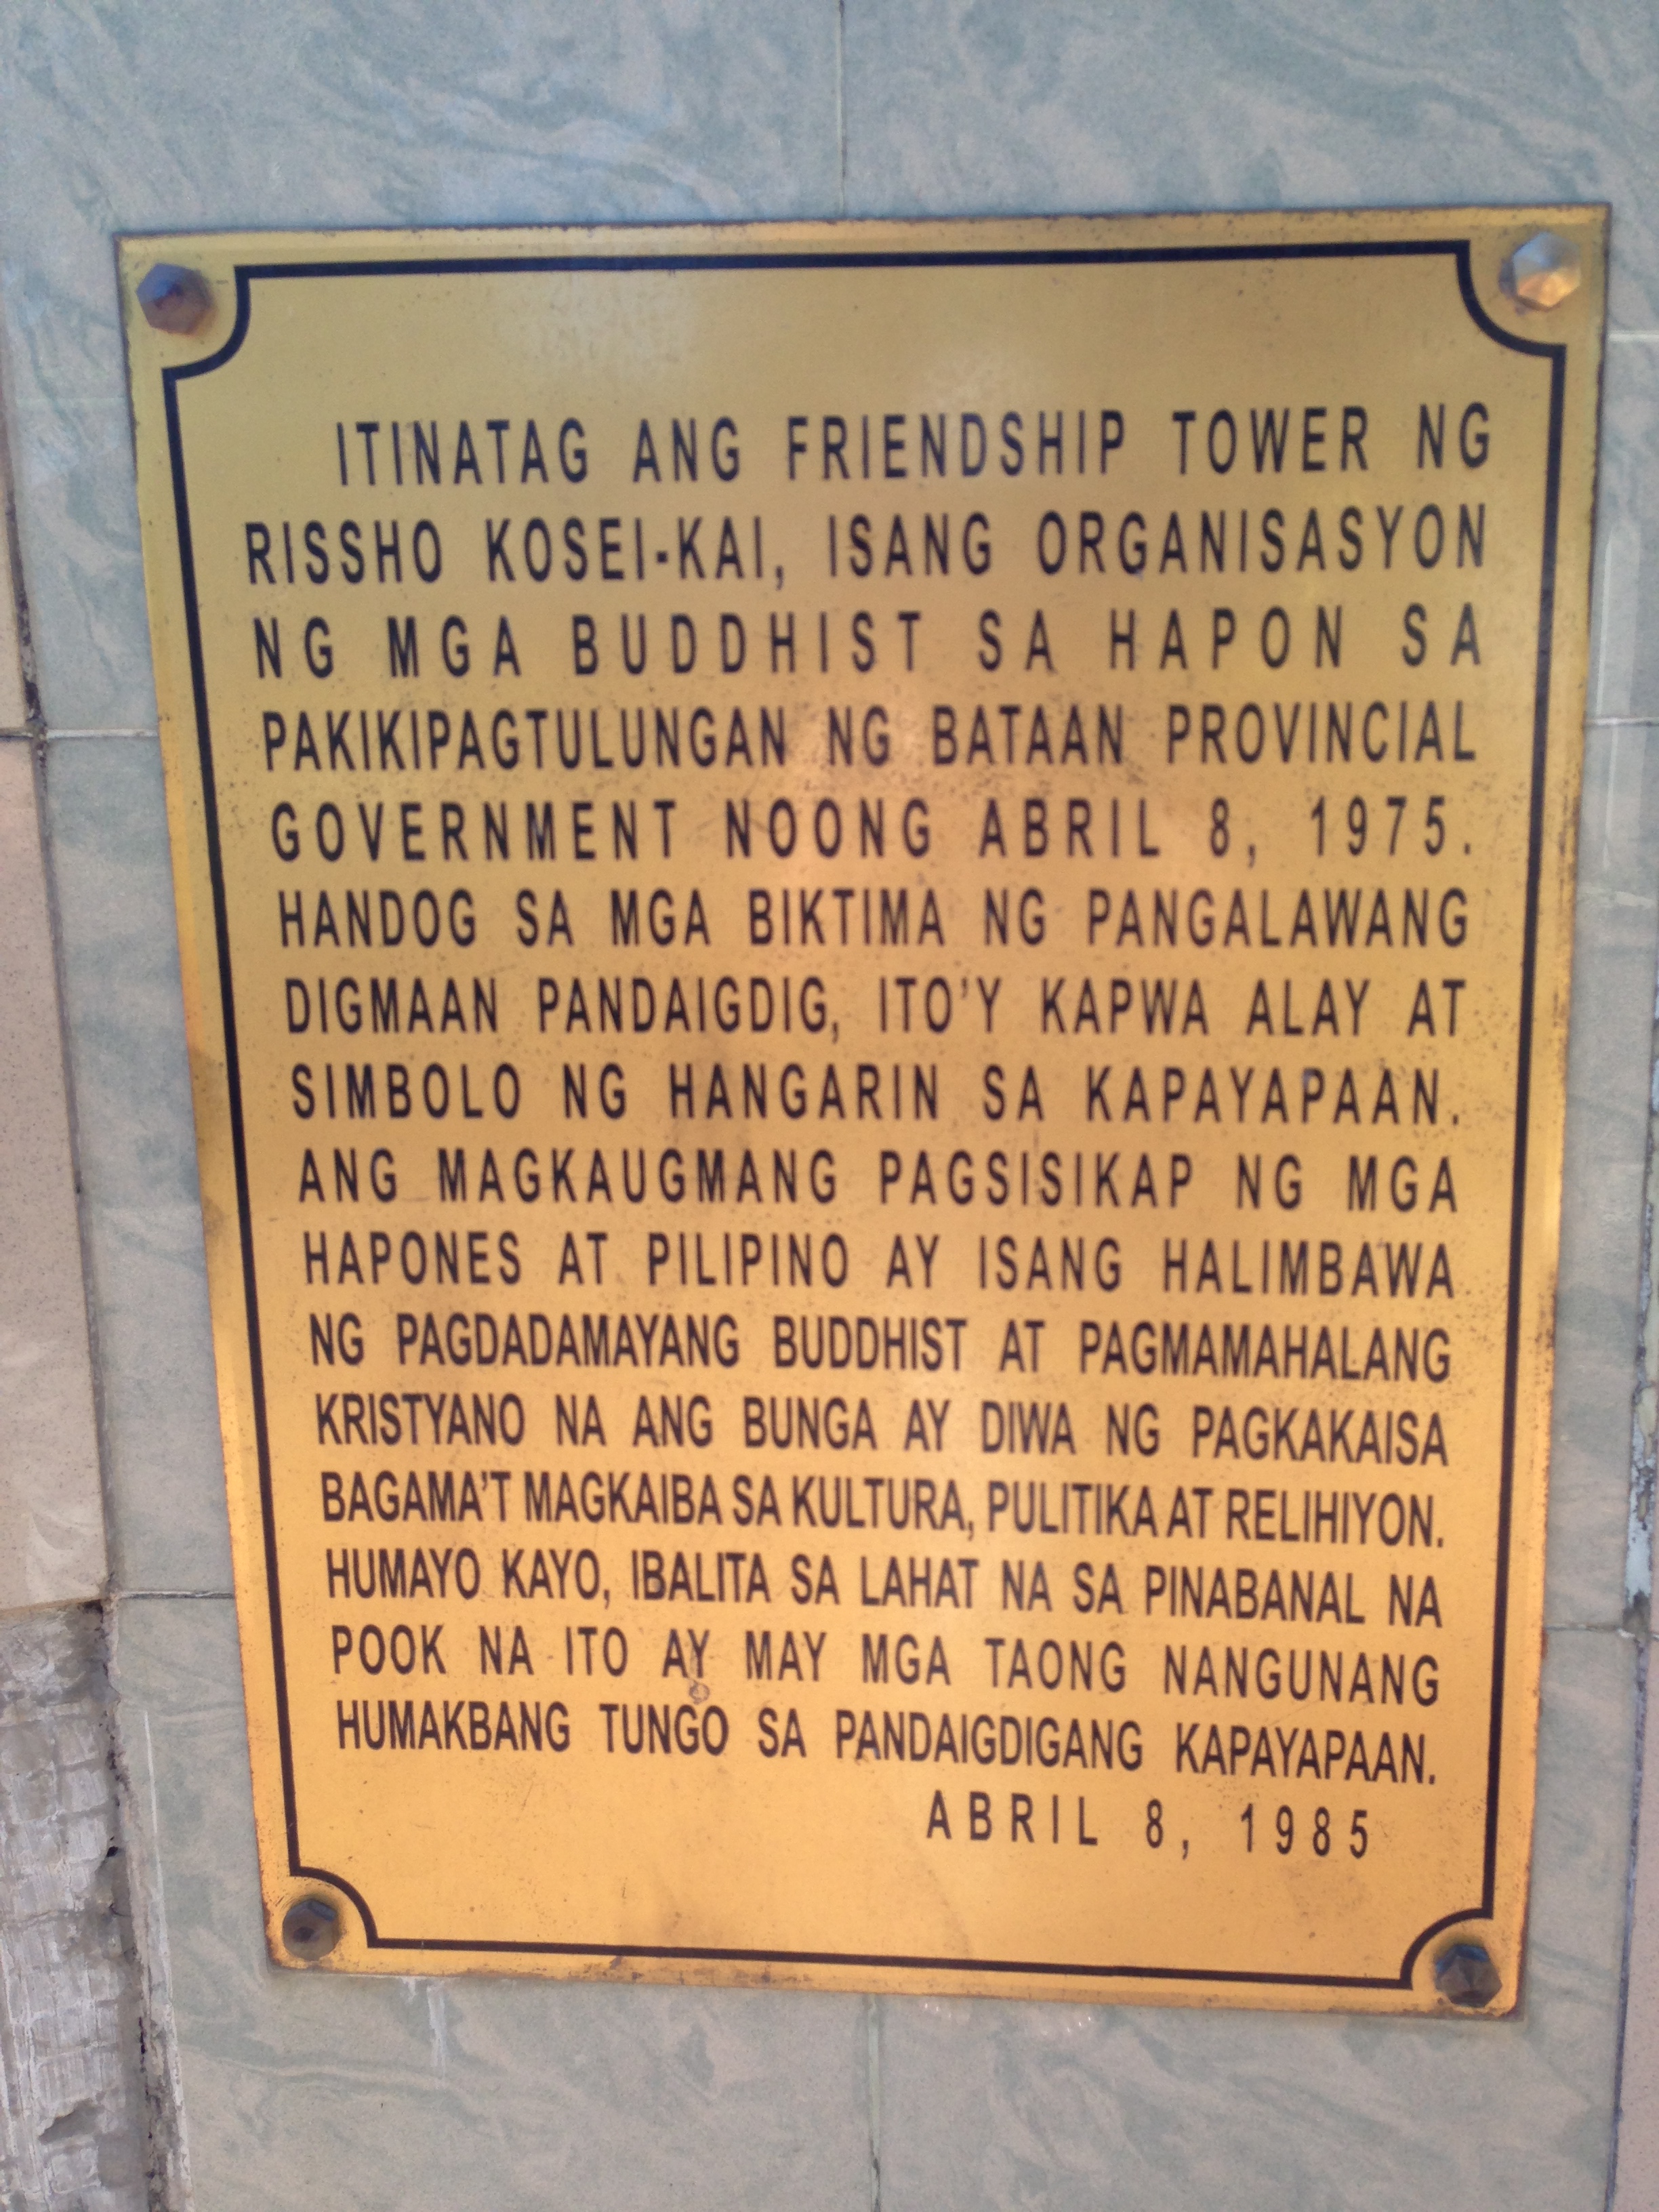 ITINATAG ANG FRIENDSHIP TOWER NG
RISSHO KOSEI-KAI, ISANG ORGANISASYON
NG MGA BUDDHIST SA HAPON SA
PAKIKIPAGTULUNGAN NG BATAAN PROVINCIAL
GOVERNMENT NOONG ABRIL 8, 1975.
HANDOG SA MGA BIKTIMA NG PANGALAWANG
DIGMAAN PANDAIGDIG, ITO'Y KAPWA ALAY AT
SIMBOLO NG HANGARIN SA KAPAYAPAAN.
ANG MAGKAUGMANG PAGSISIKAP NG MGA
HAPONES AT PILIPINO AY ISANG HALIMBAWA
NG PAGDADAMAYANG BUDDHIST AT PAGMAMAHALANG
KRISTYANO NA ANG BUNGA AY DIWA NG PAGKAKAISA
BAGAMA'T MAGKAIBA SA KULTURA, PULITIKA AT RELIHIYON.
HUMAYO KAYO, IBALITA SA LAHAT NA SA PINABANAL NA
POOK NA ITO AY MAY MGA TAONG NANGUNANG
HUMAKBANG TUNGO SA PANDAIGDIGANG KAPAYAPAAN.
ABRIL 8, 1985